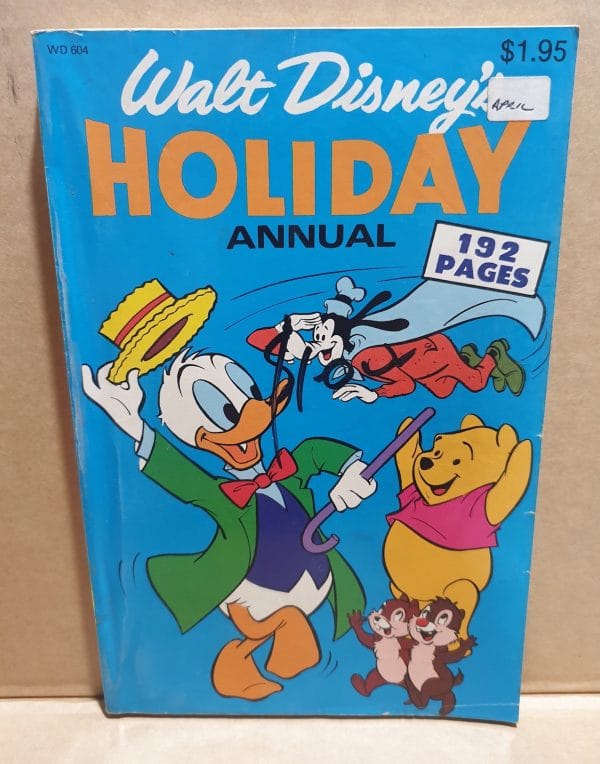 WD 604
$1.95
Walt Disney's
APRIL
HOLIDAY
ANNUAL
192
PAGES